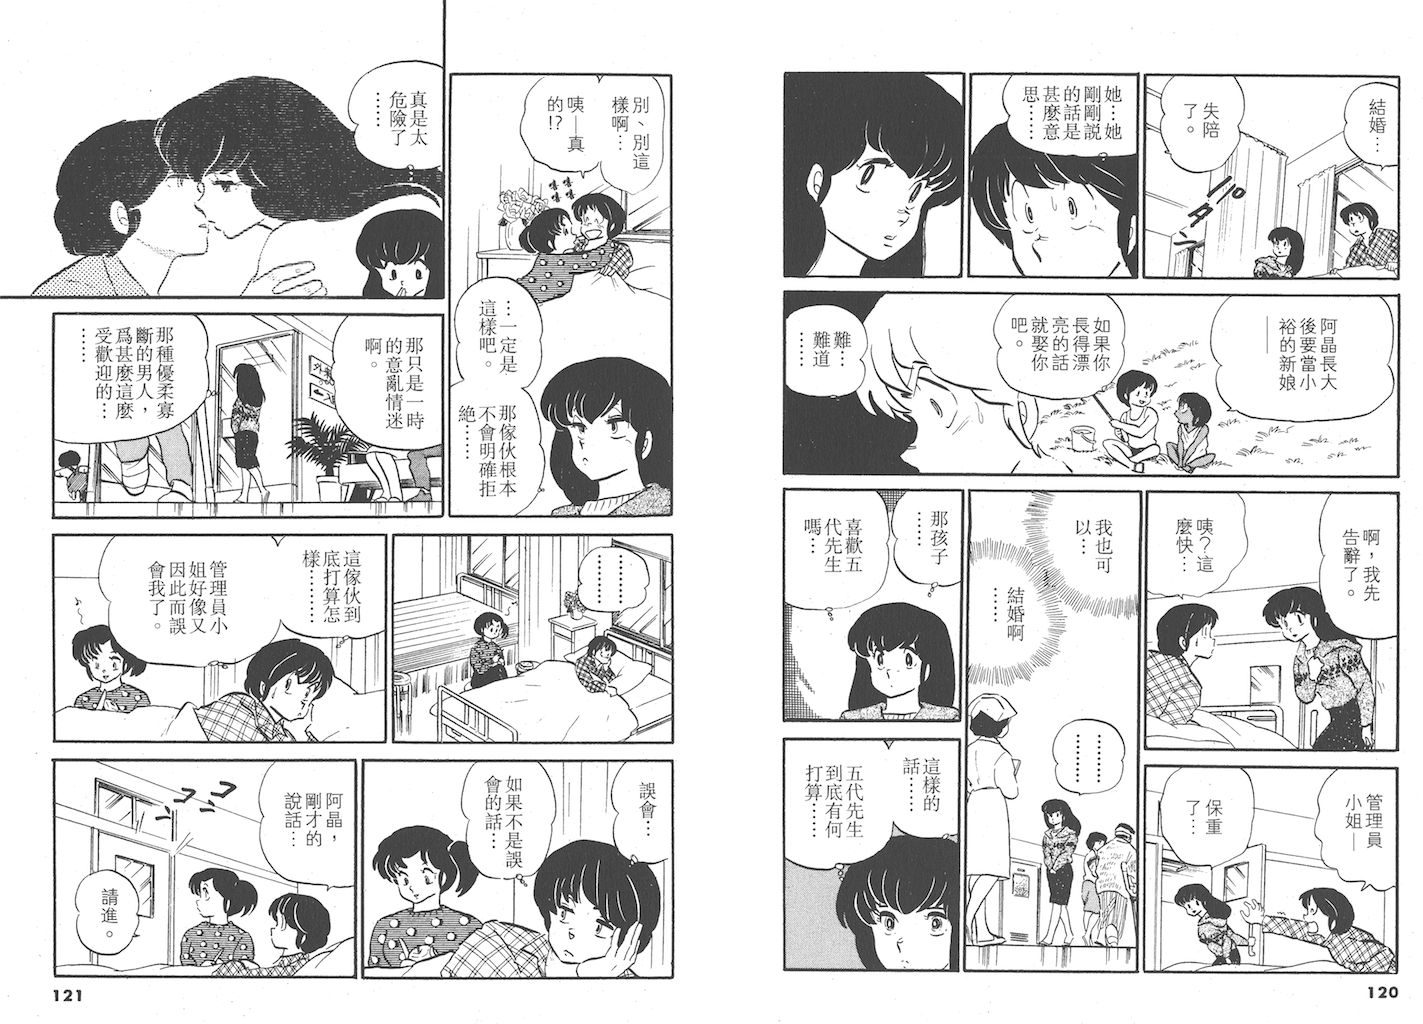 結婚…
失陪
了。
パタン
她…她
剛剛說
的話是
甚麼意
思……
阿晶長大
後要當小
裕的新娘
──
如果你
長得漂
亮的話
就娶你
吧。
難…
難道
……
啊，我先
告辭了。
咦？這
麼快…
管理員
小姐─
保重
了…
我也可
以…
結婚啊
……
…………
那孩子
……
喜歡五
代先生
嗎…
這樣的
話……
五代先生
到底有何
打算……
120
別、別這
樣啊…
咦─真
的!?
嘻嘻
嘻嘻
…一定是
這樣吧。
那傢伙根本
不會明確拒
絕……
真是太
危險了
……
那只是一時
的意亂情迷
啊。
外
那種優柔寡
斷的男人，
爲甚麼這麼
受歡迎的…
……
…………
這傢伙到
底打算怎
樣……
管理員小
姐好像又
因此而誤
會我了。
♪
誤會…
如果不是誤
會的話…
阿晶，
剛才的
說話…
コンコン
請進。
121